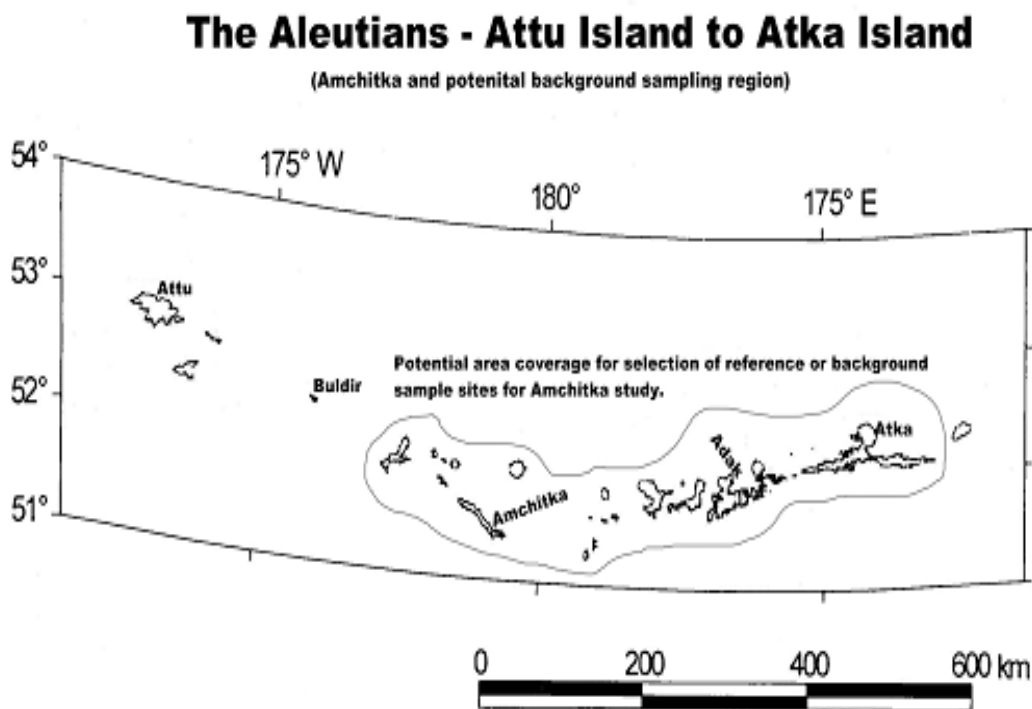 The Aleutians - Attu Island to Atka Island
(Amchitka and potenital background sampling region)
54°
175° W
180°
175° E
53°
Attu
Potential area coverage for selection of reference or background
sample sites for Amchitka study.
52°
Buldir
Atka
Adak
51°
Amchitka
0 200 400 600 km